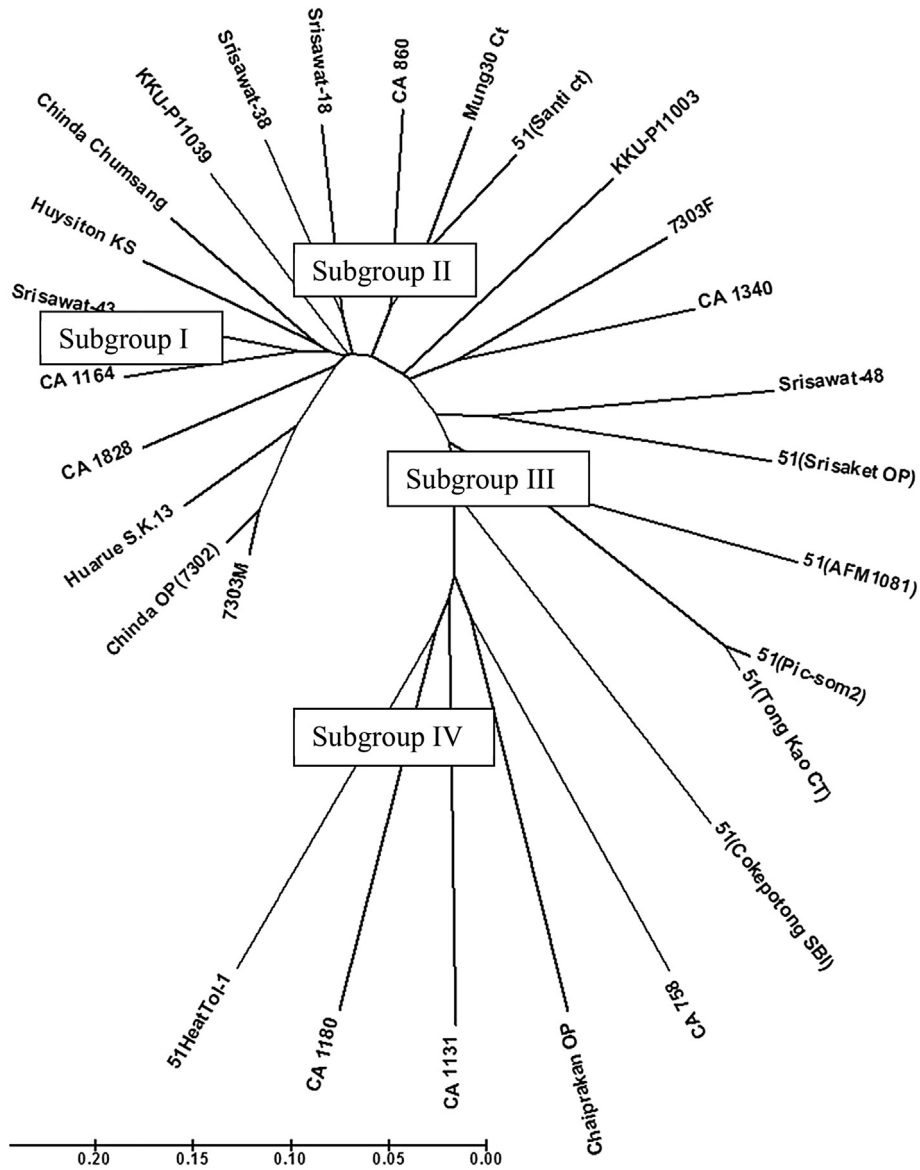 Srisawat-18
CA 860
Mung30 Ct
Srisawat-38
51(Santi ct)
KKU-P11039
KKU-P11003
Chinda Chumsang
7303F
Huysiton KS
Subgroup II
CA 1340
Srisawat-43
Subgroup I
CA 1164
Srisawat-48
CA 1828
51(Srisaket OP)
Subgroup III
Huarue S.K.13
51(AFM1081)
Chinda OP(7302)
7303M
51(Pic-som2)
51(Tong Kao CT)
Subgroup IV
51(Cokepotong SBI)
51HeatTol-1
CA 758
CA 1180
CA 1131
Chaiprakan OP
0.20 0.15 0.10 0.05 0.00